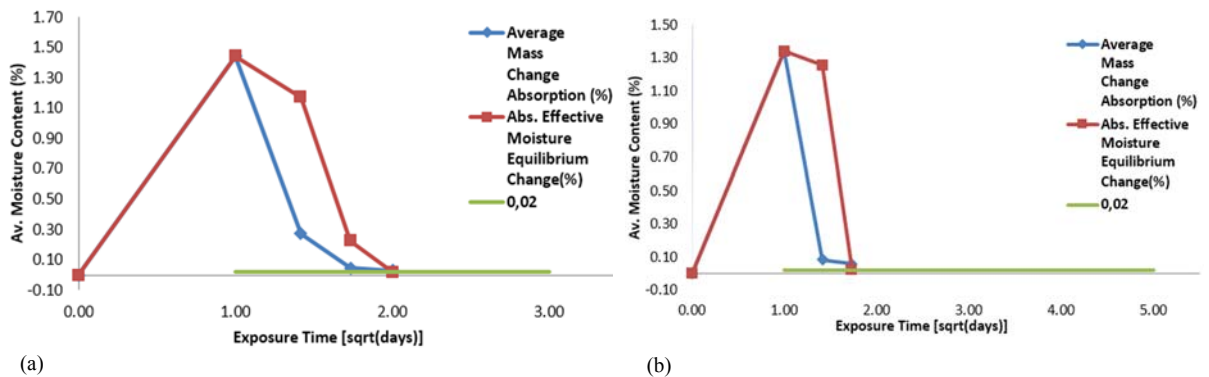 1.70
1.50
1.30
1.10
0.90
0.70
0.50
0.30
0.10
-0.10
Av. Moisture Content (%)
0.00
1.00
2.00
3.00
Exposure Time [sqrt(days)]
Average
Mass
Change
Absorption (%)
Abs. Effective
Moisture
Equilibrium
Change(%)
0,02
(a)
1.50
1.30
1.10
0.90
0.70
0.50
0.30
0.10
-0.10
Av. Moisture Content (%)
0.00
1.00
2.00
3.00
4.00
5.00
Exposure Time [sqrt(days)]
Average
Mass
Change
Absorption (%)
Abs. Effective
Moisture
Equilibrium
Change(%)
0,02
(b)